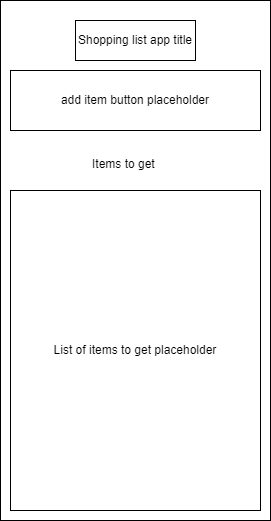 Shopping list app title
add item button placeholder
Items to get
List of items to get placeholder